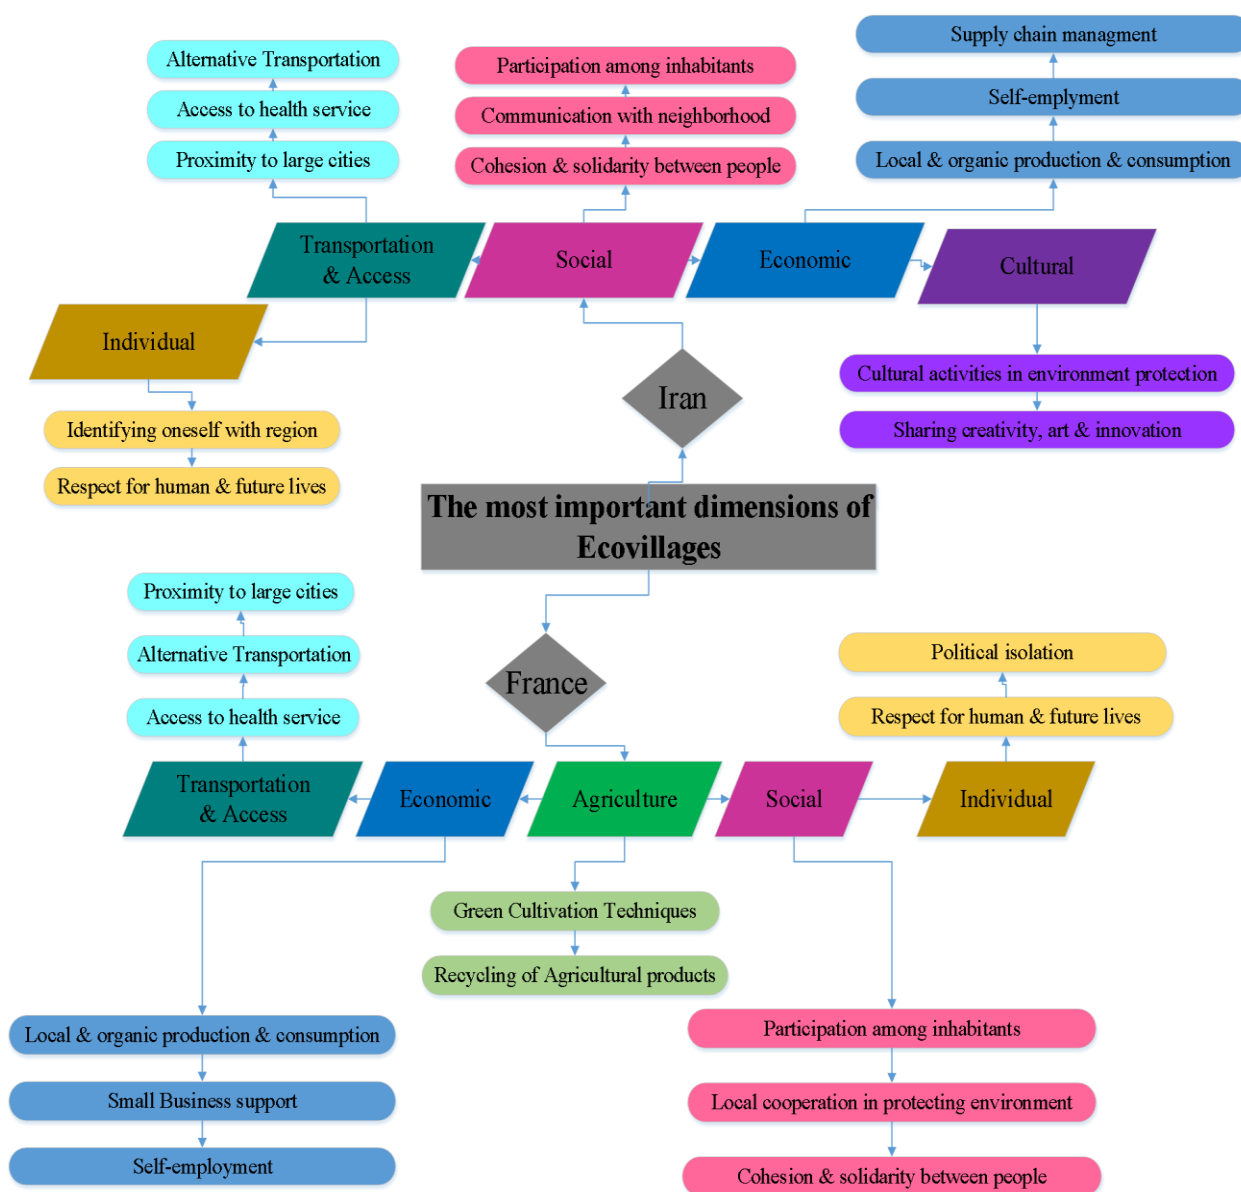 Supply chain managment
Alternative Transportation
Participation among inhabitants
Self-emplyment
Access to health service
Communication with neighborhood
Proximity to large cities
Cohesion & solidarity between people
Local & organic production & consumption
Transportation
& Access
Social
Economic
Cultural
Individual
Iran
Cultural activities in environment protection
Identifying oneself with region
Sharing creativity, art & innovation
Respect for human & future lives
The most important dimensions of
Ecovillages
Proximity to large cities
Alternative Transportation
Access to health service
France
Political isolation
Respect for human & future lives
Transportation
& Access
Economic
Agriculture
Social
Individual
Green Cultivation Techniques
Recycling of Agricultural products
Local & organic production & consumption
Small Business support
Self-employment
Participation among inhabitants
Local cooperation in protecting environment
Cohesion & solidarity between people